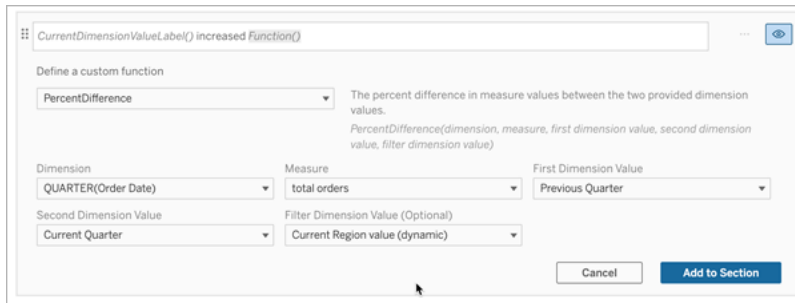 CurrentDimensionValueLabel() increased Function()
Define a custom function
PercentDifference
The percent difference in measure values between the two provided dimension
values.
PercentDifference(dimension, measure, first dimension value, second dimension
value, filter dimension value)
Dimension
Measure
First Dimension Value
QUARTER(Order Date)
total orders
Previous Quarter
Second Dimension Value
Filter Dimension Value (Optional)
Current Quarter
Current Region value (dynamic)
Cancel
Add to Section